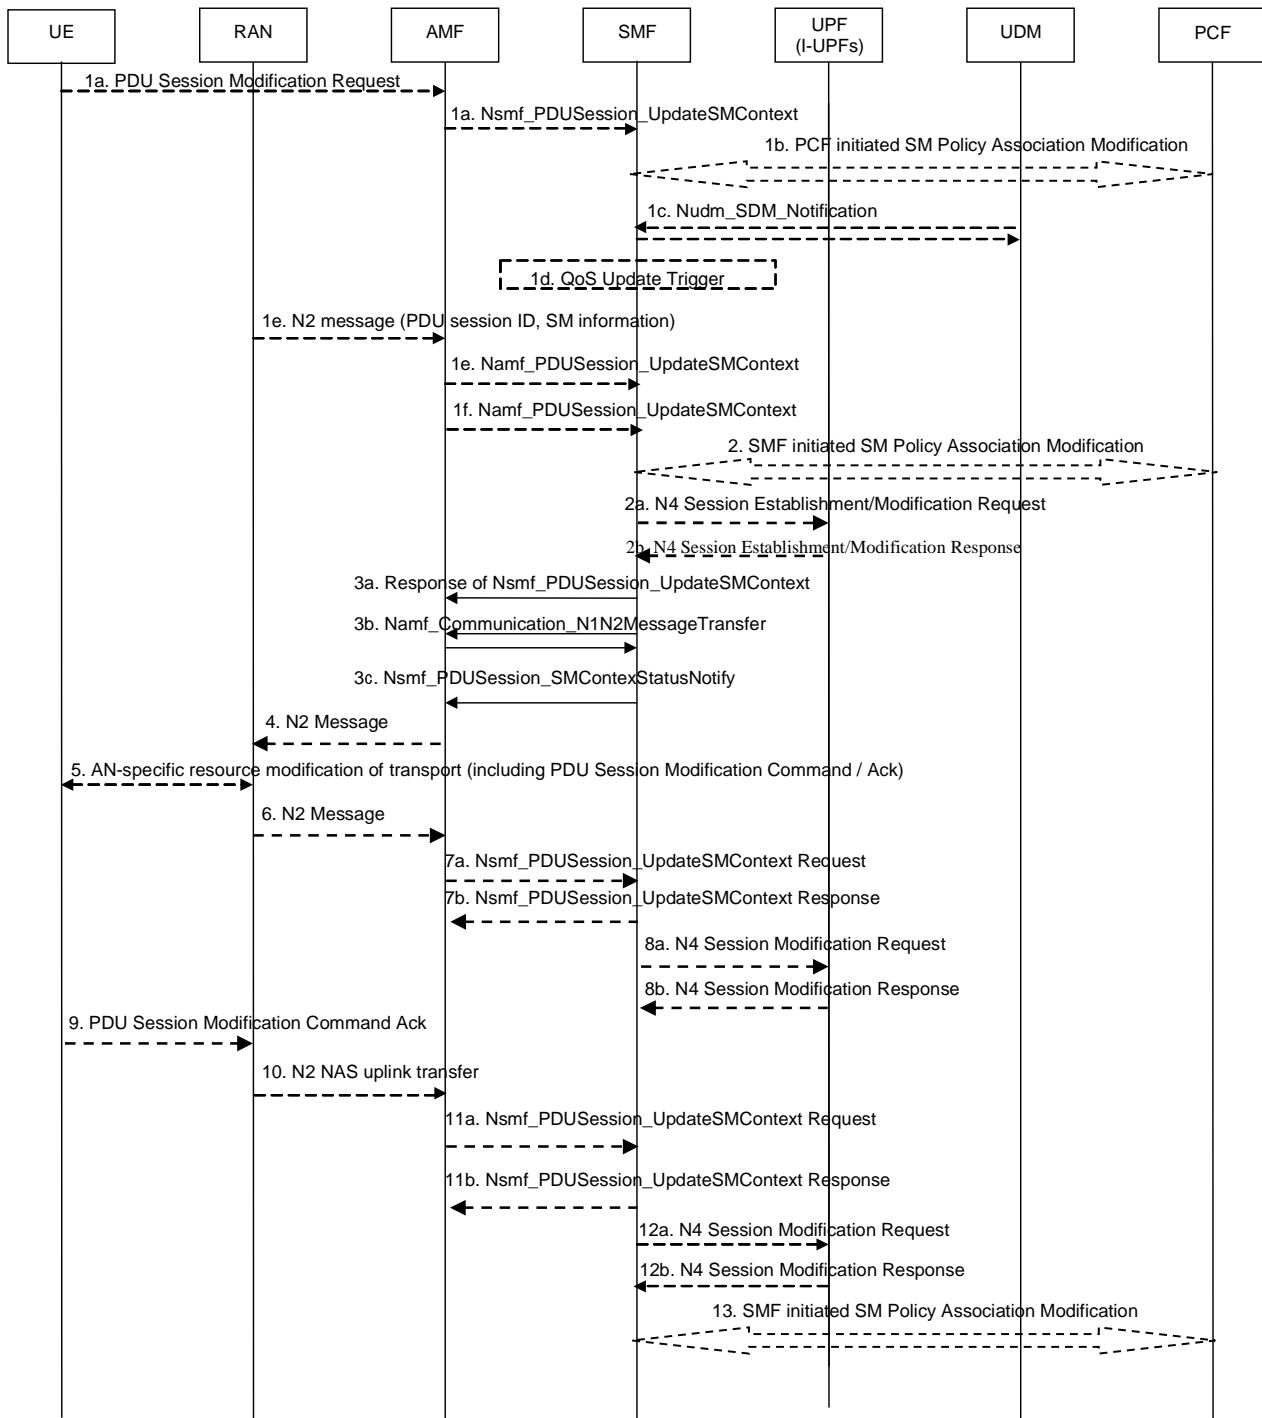 UE
RAN
AMF
SMF
UPF
(I-UPFs)
UDM
PCF
1a. PDU Session Modification Request
1a. Nsmf_PDUSession_UpdateSMContext
1b. PCF initiated SM Policy Association Modification
1c. Nudm_SDM_Notification
1d. QoS Update Trigger
1e. N2 message (PDU session ID, SM information)
1e. Namf_PDUSession_UpdateSMContext
1f. Namf_PDUSession_UpdateSMContext
2. SMF initiated SM Policy Association Modification
2a. N4 Session Establishment/Modification Request
2b. N4 Session Establishment/Modification Response
3a. Response of Nsmf_PDUSession_UpdateSMContext
3b. Namf_Communication_N1N2MessageTransfer
3c. Nsmf_PDUSession_SMContexStatusNotify
4. N2 Message
5. AN-specific resource modification of transport (including PDU Session Modification Command / Ack)
6. N2 Message
7a. Nsmf_PDUSession_UpdateSMContext Request
7b. Nsmf_PDUSession_UpdateSMContext Response
8a. N4 Session Modification Request
8b. N4 Session Modification Response
9. PDU Session Modification Command Ack
10. N2 NAS uplink transfer
11a. Nsmf_PDUSession_UpdateSMContext Request
11b. Nsmf_PDUSession_UpdateSMContext Response
12a. N4 Session Modification Request
12b. N4 Session Modification Response
13. SMF initiated SM Policy Association Modification